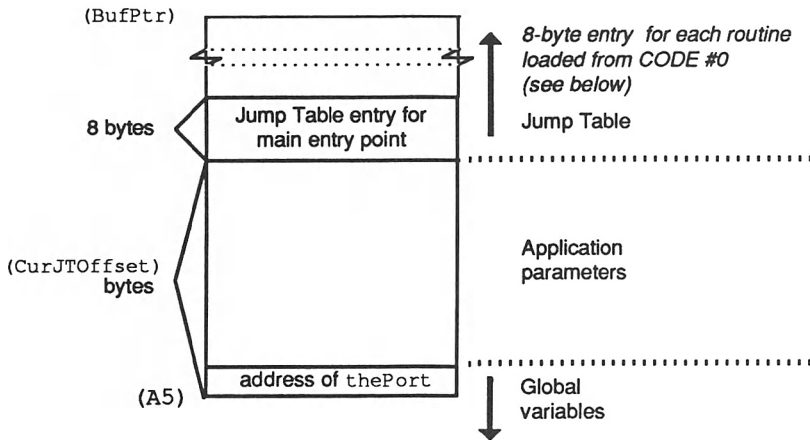 (BufPtr)
8-byte entry for each routine
loaded from CODE #0
(see below)
Jump Table
8 bytes
Jump Table entry for
main entry point
(CurJTOffset)
bytes
Application
parameters
address of thePort
(A5)
Global
variables